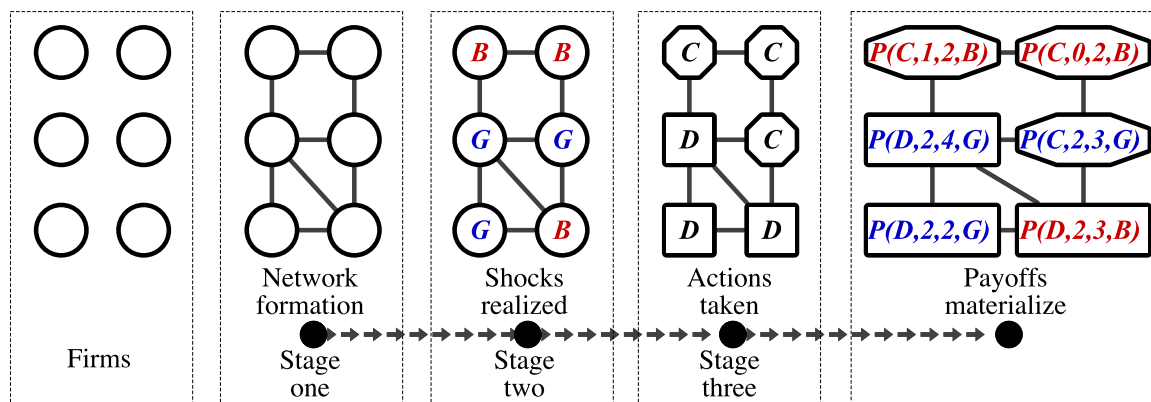 B B
G G
G B
C C
D C
D D
P(C,1,2,B) P(C,0,2,B)
P(D,2,4,G) P(C,2,3,G)
P(D,2,2,G) P(D,2,3,B)
Firms
Network
formation
Stage
one
Shocks
realized
Stage
two
Actions
taken
Stage
three
Payoffs
materialize